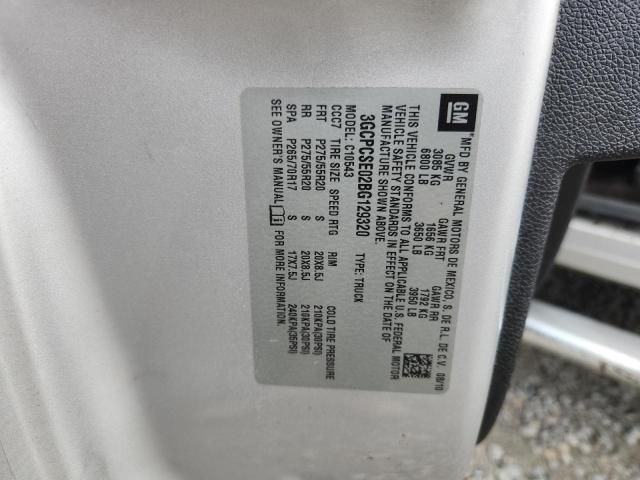 GM
*MFD BY GENERAL MOTORS DE MEXICO, S. DE R.L. DE C.V. 08/10
GVWR GAWR FRT GAWR RR
3085 KG 1656 KG 1792 KG
6800 LB 3650 LB 3950 LB
THIS VEHICLE CONFORMS TO ALL APPLICABLE U.S. FEDERAL MOTOR
VEHICLE SAFETY STANDARDS IN EFFECT ON THE DATE OF
MANUFACTURE SHOWN ABOVE.
3GCPCSE02BG129320 TYPE: TRUCK
MODEL: C10543
CCC7 TIRE SIZE SPEED RTG RIM COLD TIRE PRESSURE
FRT P275/55R20 S 20X8.5J 210KPA(30PSI)
RR P275/55R20 S 20X8.5J 210KPA(30PSI)
SPA P265/70R17 S 17X7.5J 240KPA(35PSI)
SEE OWNER'S MANUAL